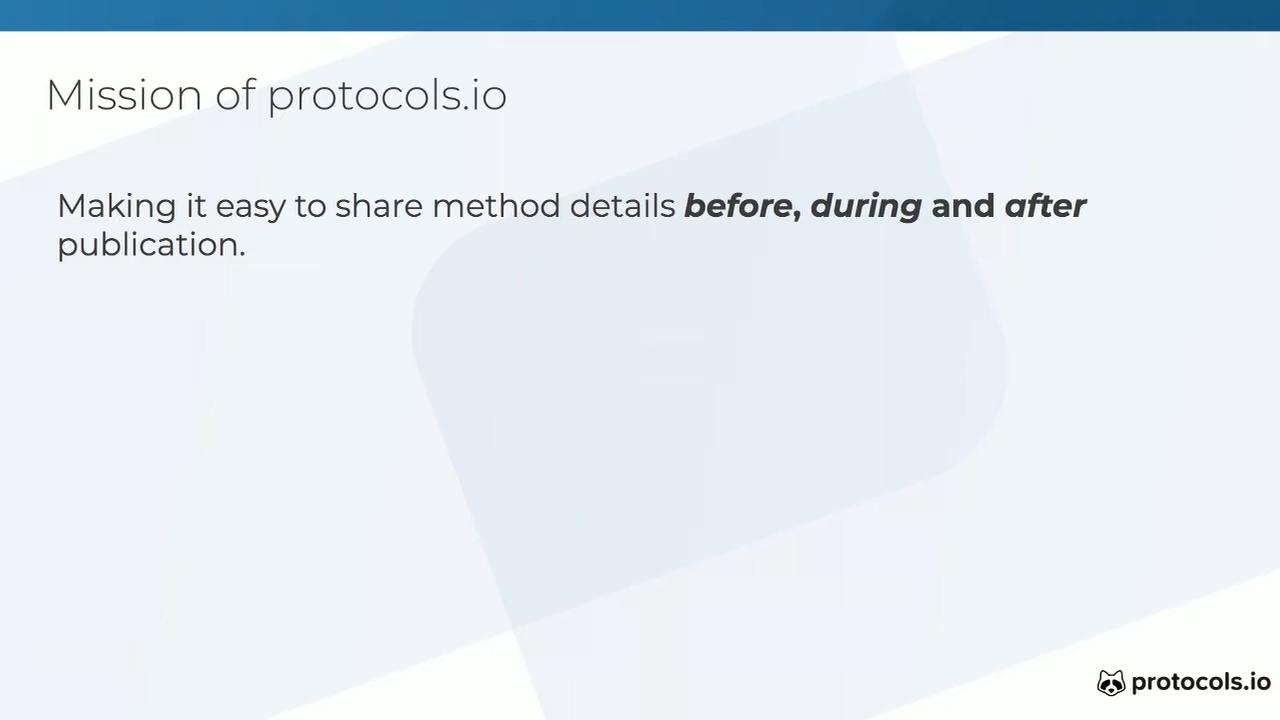 Mission of protocols.io
Making it easy to share method details before, during and after
publication.
protocols.io